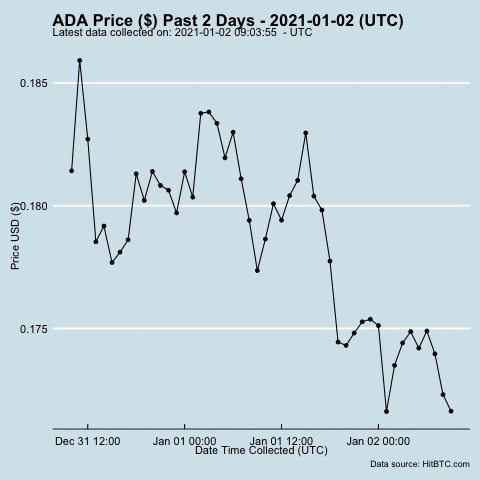 ADA Price ($) Past 2 Days - 2021-01-02 (UTC)
Latest data collected on: 2021-01-02 09:03:55 - UTC
0.185
0.180
0.175
Price USD ($)
Dec 31 12:00 Jan 01 00:00 Jan 01 12:00 Jan 02 00:00
Date Time Collected (UTC)
Data source: HitBTC.com